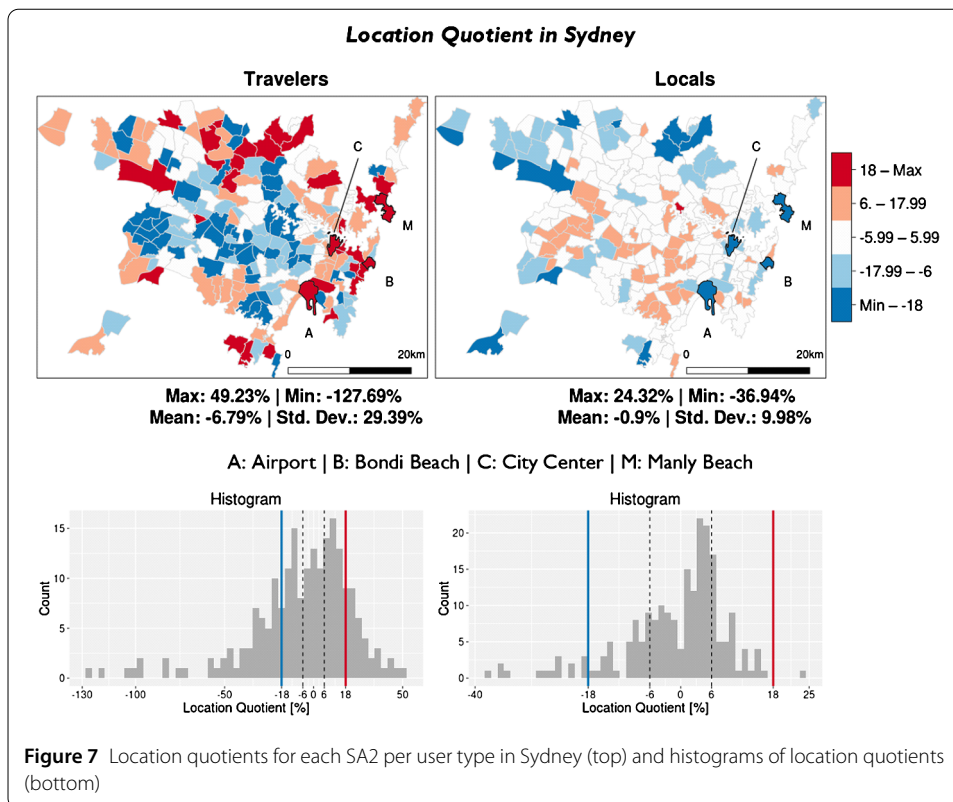 Location Quotient in Sydney
Travelers
Locals
C
M
B
A
0
20km
C
M
B
A
0
20km
18 – Max
6. – 17.99
-5.99 – 5.99
-17.99 – -6
Min – -18
Max: 49.23% | Min: -127.69%
Mean: -6.79% | Std. Dev.: 29.39%
Max: 24.32% | Min: -36.94%
Mean: -0.9% | Std. Dev.: 9.98%
A: Airport | B: Bondi Beach | C: City Center | M: Manly Beach
Histogram
Count
15
10
5
0
-130 -100 -50 -18 -6 0 6 18 50
Location Quotient [%]
Histogram
Count
20
15
10
5
0
-40 -18 -6 0 6 18 25
Location Quotient [%]
Figure 7 Location quotients for each SA2 per user type in Sydney (top) and histograms of location quotients
(bottom)